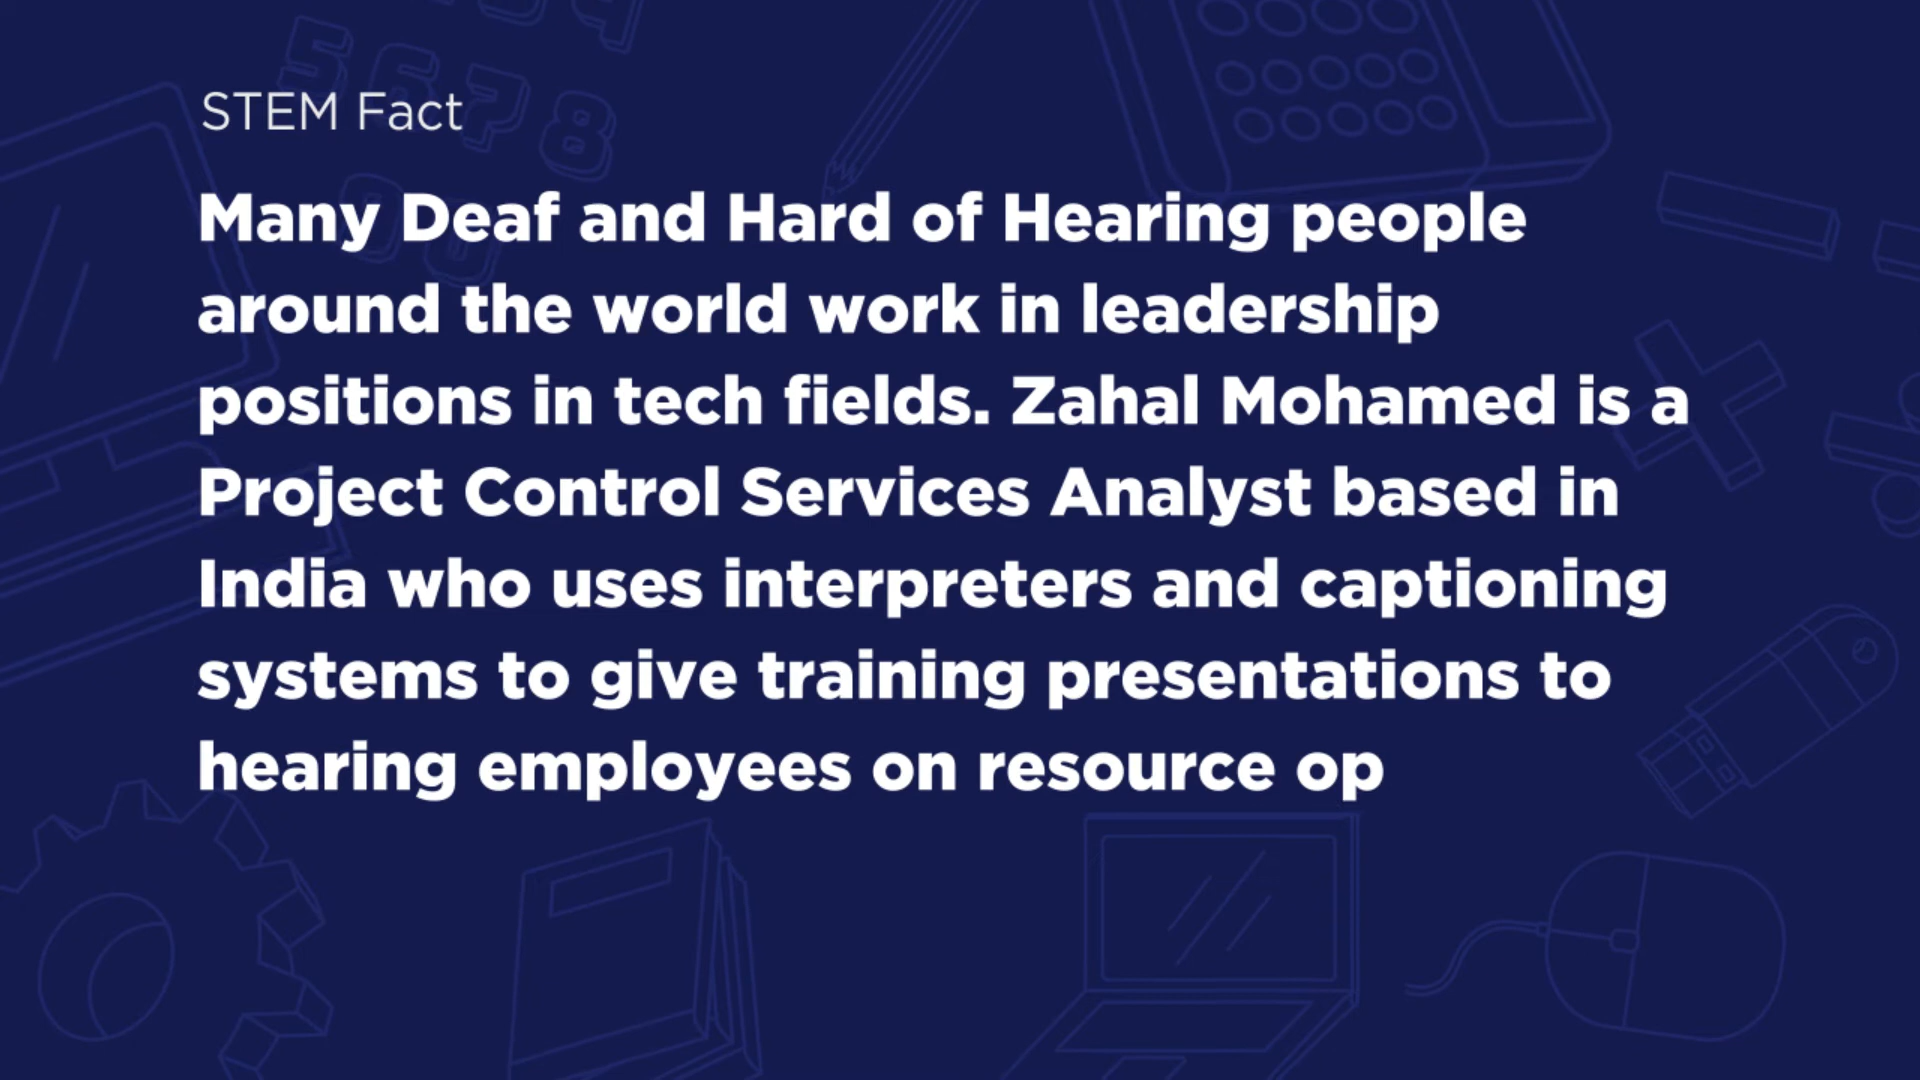 STEM Fact
Many Deaf and Hard of Hearing people
around the world work in leadership
positions in tech fields. Zahal Mohamed is a
Project Control Services Analyst based in
India who uses interpreters and captioning
systems to give training presentations to
hearing employees on resource op